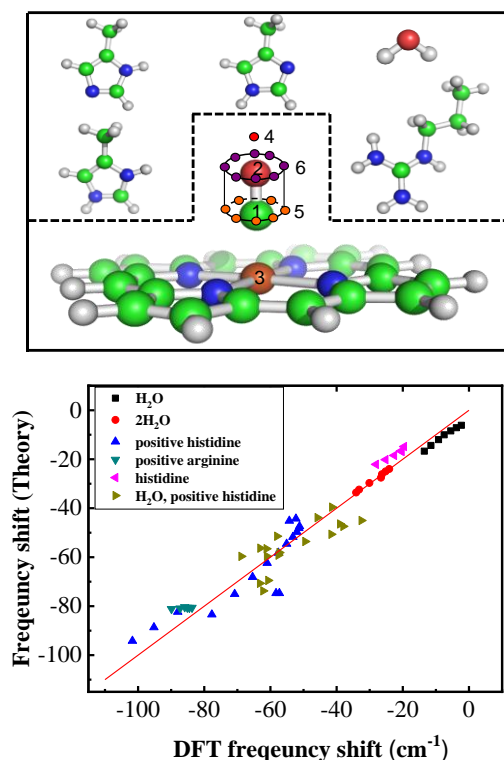 4
2
6
1
5
3
H₂O
2H₂O
positive histidine
positive arginine
histidine
H₂O, positive histidine
Freqeuncy shift (Theory)
0
-20
-40
-60
-80
-100
-100 -80 -60 -40 -20 0
DFT freqeuncy shift (cm⁻¹)